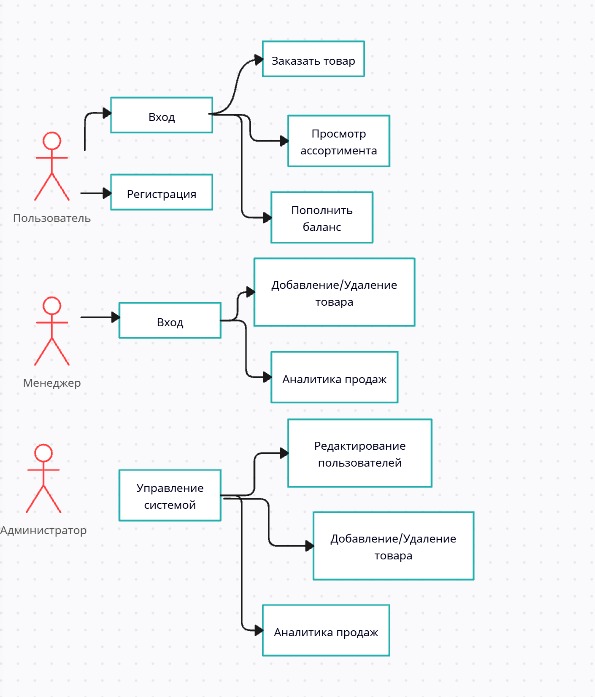 Заказать товар
Вход
Просмотр
ассортимента
Регистрация
Пользователь
Пополнить
баланс
Добавление/Удаление
товара
Вход
Менеджер
Аналитика продаж
Редактирование
пользователей
Управление
системой
Администратор
Добавление/Удаление
товара
Аналитика продаж